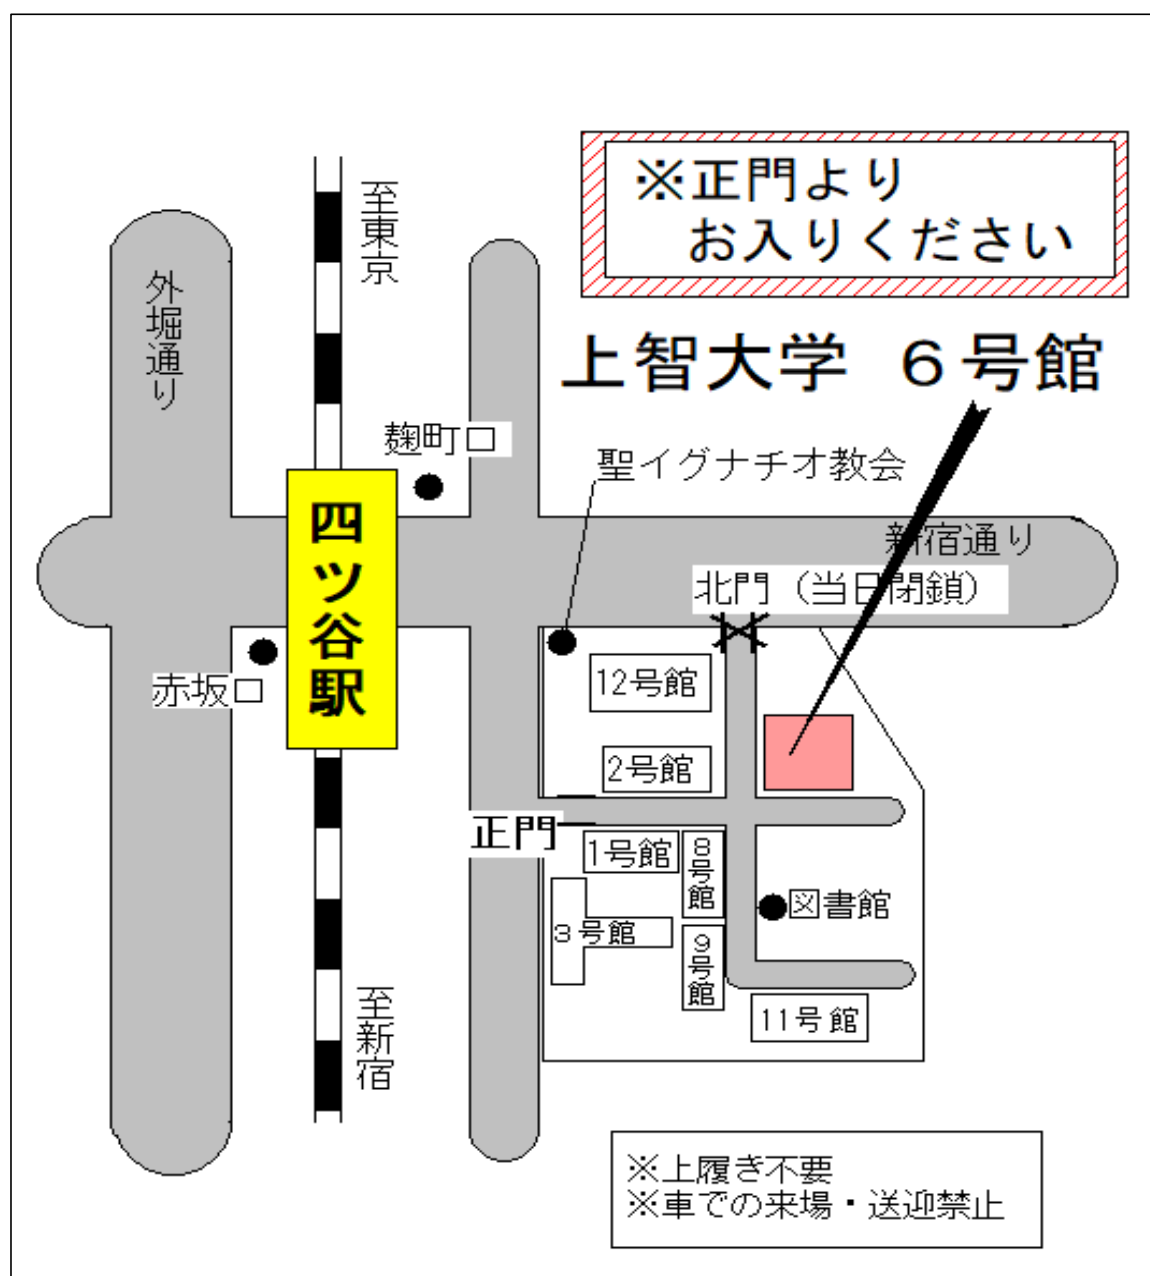 ※正門より
お入りください
上智大学 ６号館
至東京
外堀通り
麹町口
聖イグナチオ教会
四ツ谷駅
新宿通り
北門（当日閉鎖）
赤坂口
12号館
2号館
正門
1号館
８号館
図書館
３号館
９号館
11号館
至新宿
※上履き不要
※車での来場・送迎禁止